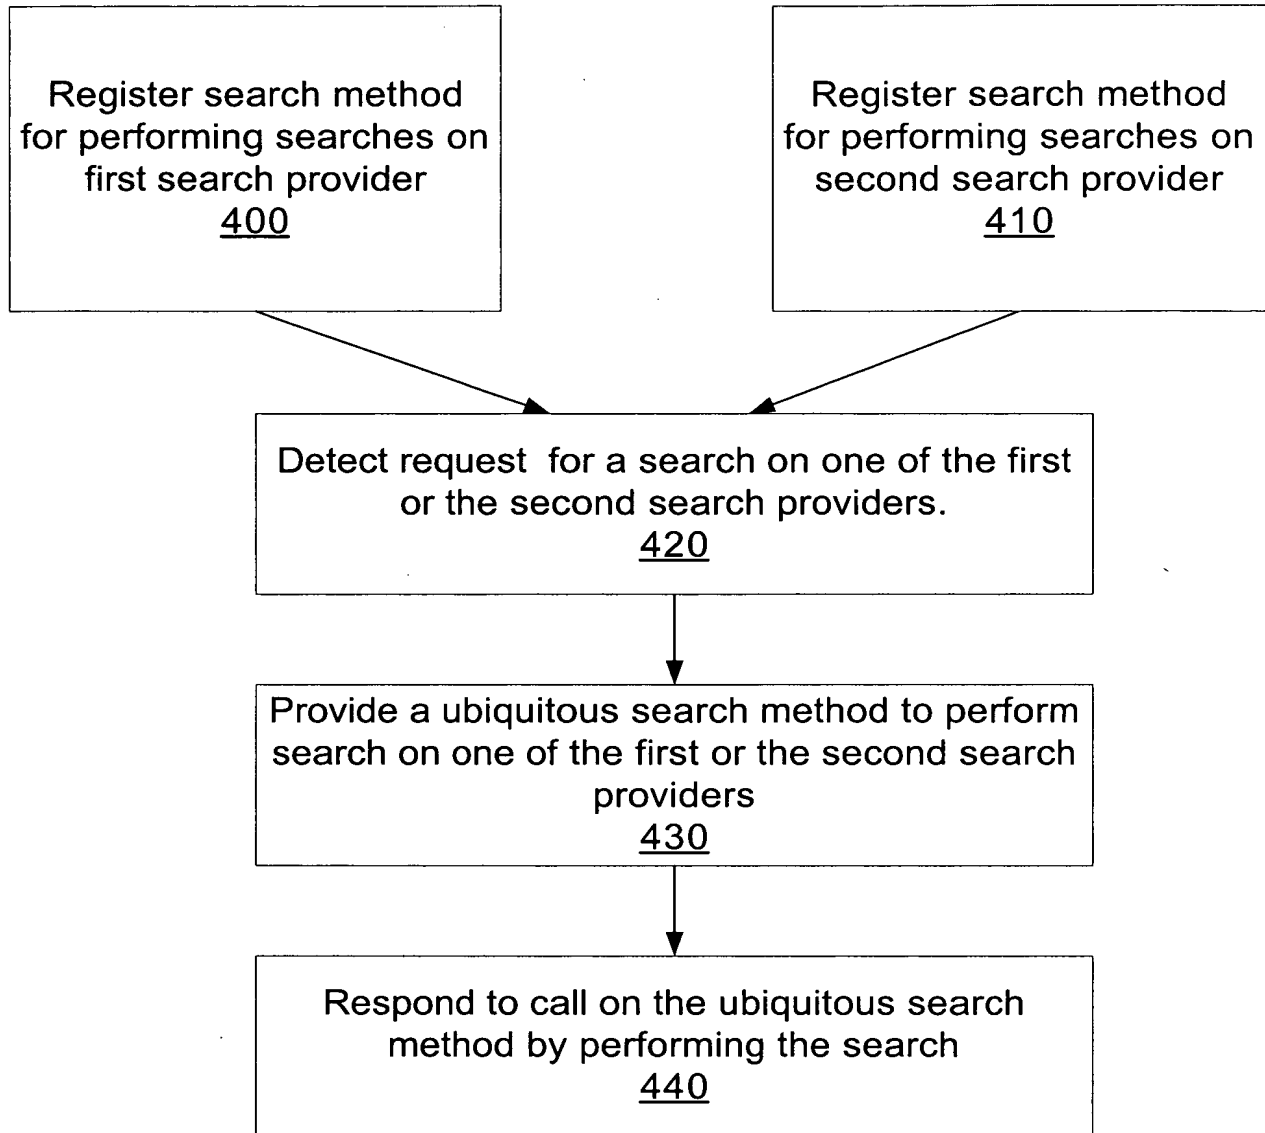 Register search method
for performing searches on
first search provider
400
Register search method
for performing searches on
second search provider
410
Detect request for a search on one of the first
or the second search providers.
420
Provide a ubiquitous search method to perform
search on one of the first or the second search
providers
430
Respond to call on the ubiquitous search
method by performing the search
440